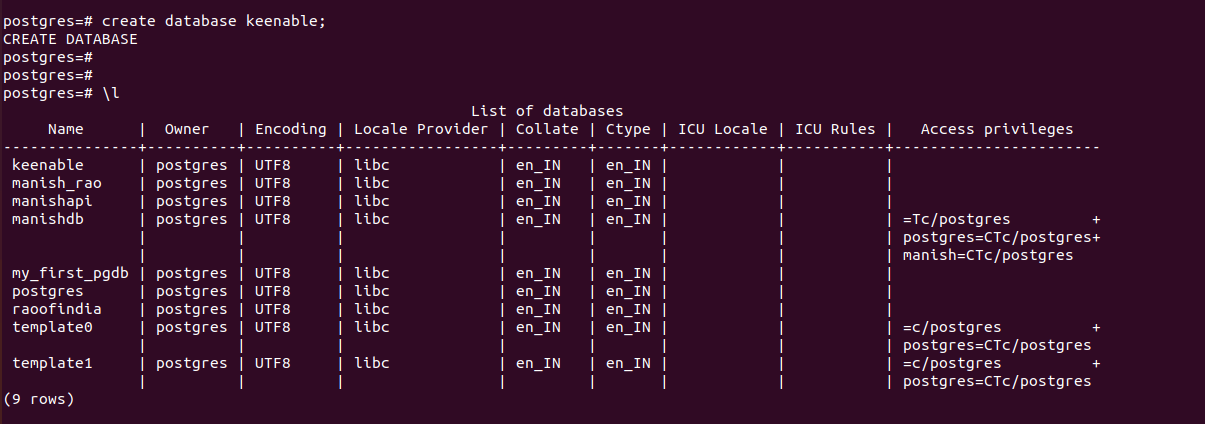 postgres=# create database keenable;
CREATE DATABASE
postgres=#
postgres=#
postgres=# \l
                                                    List of databases
     Name      |  Owner   | Encoding | Locale Provider | Collate | Ctype | ICU Locale | ICU Rules |   Access privileges
---------------+----------+----------+-----------------+---------+-------+------------+-----------+-----------------------
 keenable      | postgres | UTF8     | libc            | en_IN   | en_IN |            |           |
 manish_rao    | postgres | UTF8     | libc            | en_IN   | en_IN |            |           |
 manishapi     | postgres | UTF8     | libc            | en_IN   | en_IN |            |           |
 manishdb      | postgres | UTF8     | libc            | en_IN   | en_IN |            |           | =Tc/postgres         +
               |          |          |                 |         |       |            |           | postgres=CTc/postgres+
               |          |          |                 |         |       |            |           | manish=CTc/postgres
 my_first_pgdb | postgres | UTF8     | libc            | en_IN   | en_IN |            |           |
 postgres      | postgres | UTF8     | libc            | en_IN   | en_IN |            |           |
 raoofindia    | postgres | UTF8     | libc            | en_IN   | en_IN |            |           |
 template0     | postgres | UTF8     | libc            | en_IN   | en_IN |            |           | =c/postgres          +
               |          |          |                 |         |       |            |           | postgres=CTc/postgres
 template1     | postgres | UTF8     | libc            | en_IN   | en_IN |            |           | =c/postgres          +
               |          |          |                 |         |       |            |           | postgres=CTc/postgres
(9 rows)